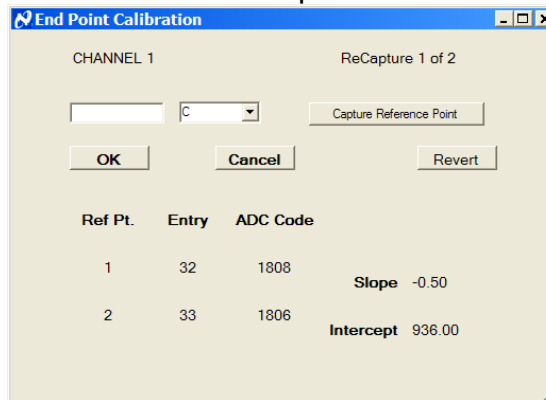 End Point Calibration
CHANNEL 1 ReCapture 1 of 2
C Capture Reference Point
OK Cancel Revert
Ref Pt. Entry ADC Code
1 32 1808
Slope -0.50
2 33 1806
Intercept 936.00